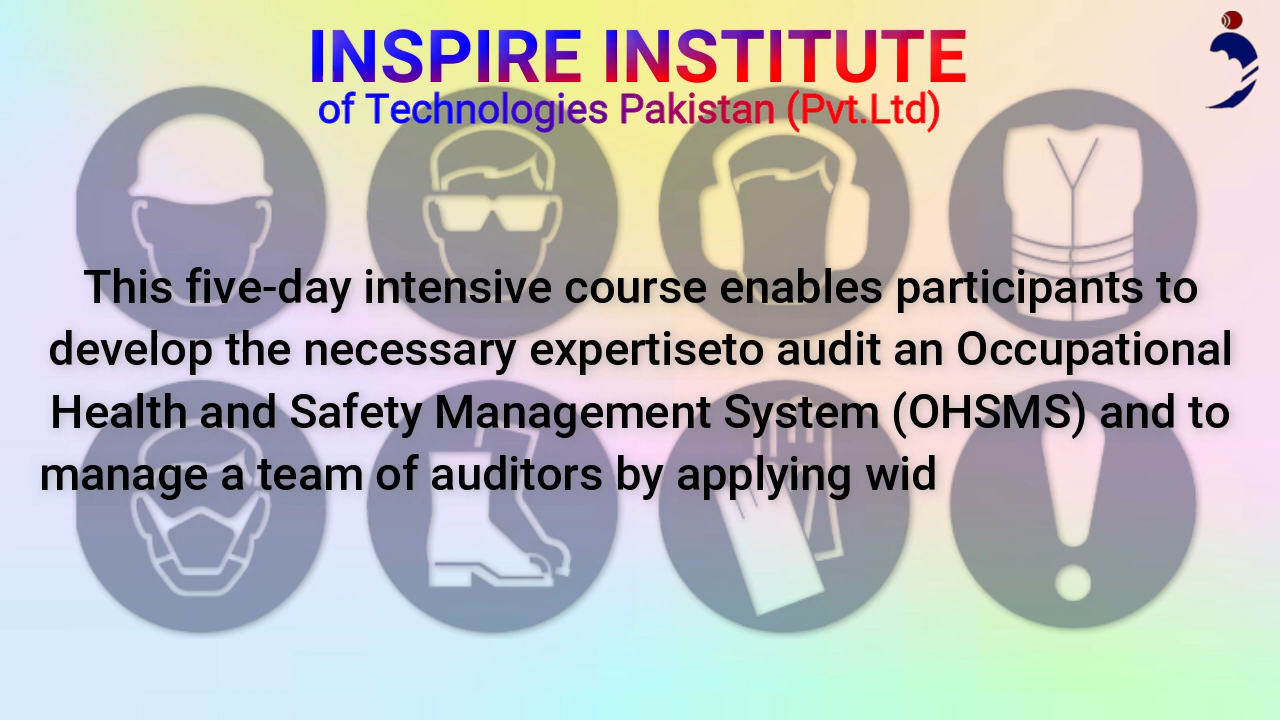 INSPIRE INSTITUTE
of Technologies Pakistan (Pvt.Ltd)
This five-day intensive course enables participants to
develop the necessary expertiseto audit an Occupational
Health and Safety Management System (OHSMS) and to
manage a team of auditors by applying wid